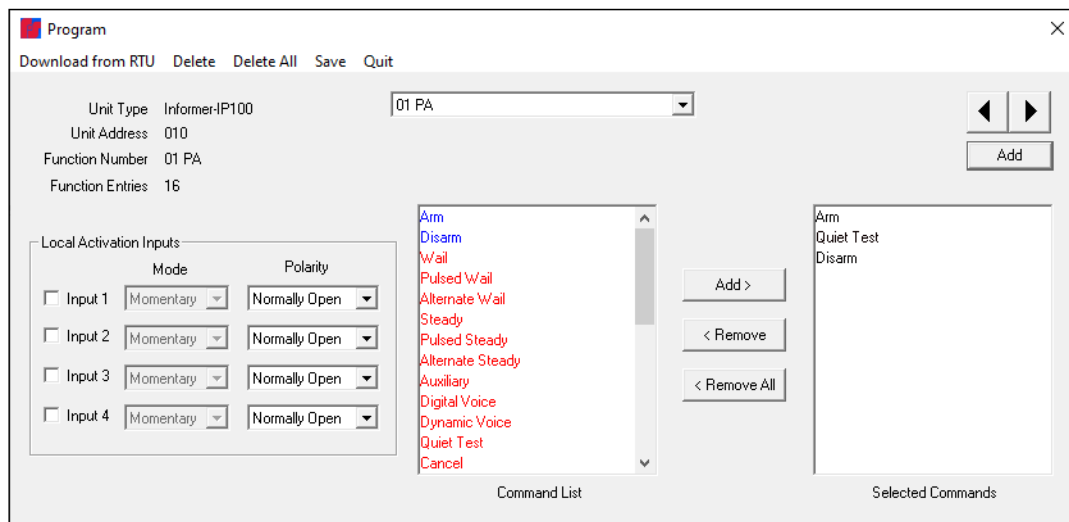 Program
Download from RTU Delete Delete All Save Quit
Unit Type Informer-IP100
01 PA
Unit Address 010
Function Number 01 PA
Function Entries 16
Add
Local Activation Inputs
Mode Polarity
Input 1 Momentary Normally Open
Input 2 Momentary Normally Open
Input 3 Momentary Normally Open
Input 4 Momentary Normally Open
Arm
Disarm
Wail
Pulsed Wail
Alternate Wail
Steady
Pulsed Steady
Alternate Steady
Auxiliary
Digital Voice
Dynamic Voice
Quiet Test
Cancel
Command List
Add >
< Remove
< Remove All
Arm
Quiet Test
Disarm
Selected Commands